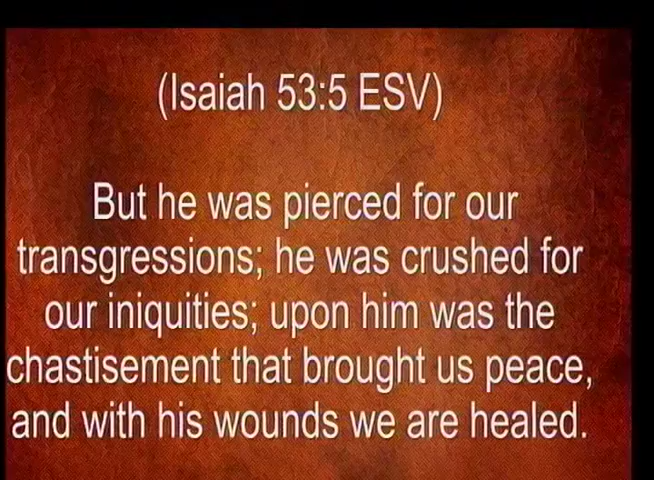 (Isaiah 53:5 ESV)
But he was pierced for our
transgressions; he was crushed for
our iniquities; upon him was the
chastisement that brought us peace,
and with his wounds we are healed.